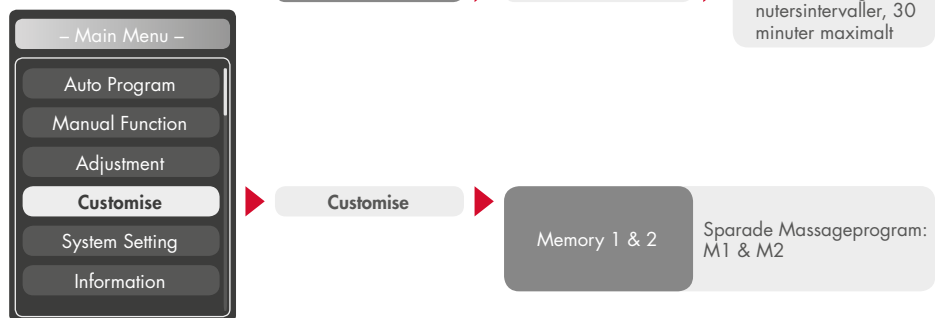 nutersintervaller, 30
minuter maximalt
– Main Menu –
Auto Program
Manual Function
Adjustment
Customise
System Setting
Information
Customise
Memory 1 & 2
Sparade Massageprogram:
M1 & M2